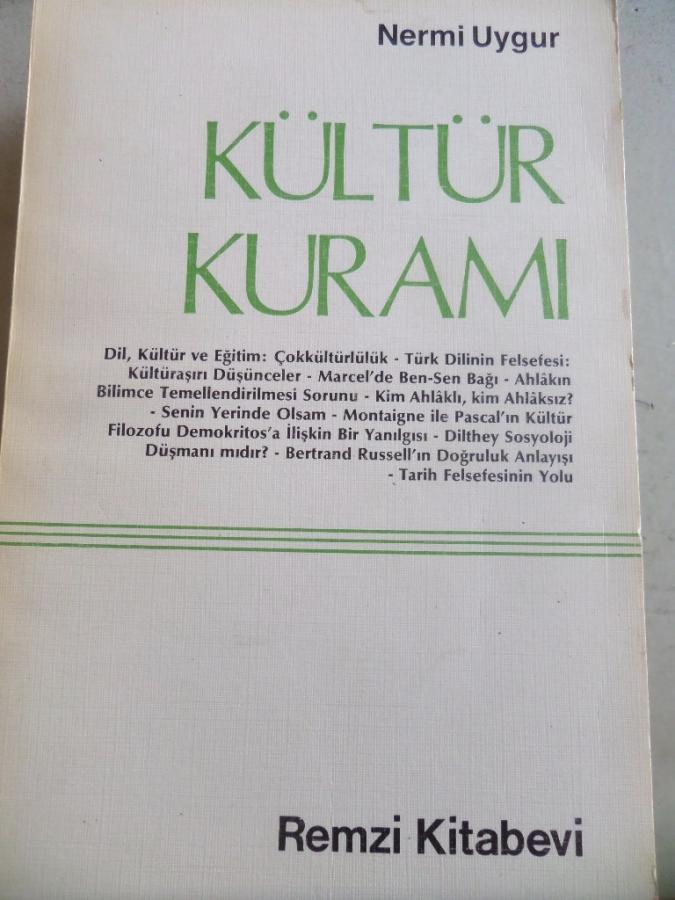 Nermi Uygur
KÜLTÜR
KURAMI
Dil, Kültür ve Eğitim: Çokkültürlülük - Türk Dilinin Felsefesi:
Kültüraşırı Düşünceler - Marcel'de Ben-Sen Bağı - Ahlâkın
Bilimce Temellendirilmesi Sorunu - Kim Ahlâklı, kim Ahlâksız?
- Senin Yerinde Olsam - Montaigne ile Pascal'ın Kültür
Filozofu Demokritos'a İlişkin Bir Yanılgısı - Dilthey Sosyoloji
Düşmanı mıdır? - Bertrand Russell'ın Doğruluk Anlayışı
- Tarih Felsefesinin Yolu
Remzi Kitabevi